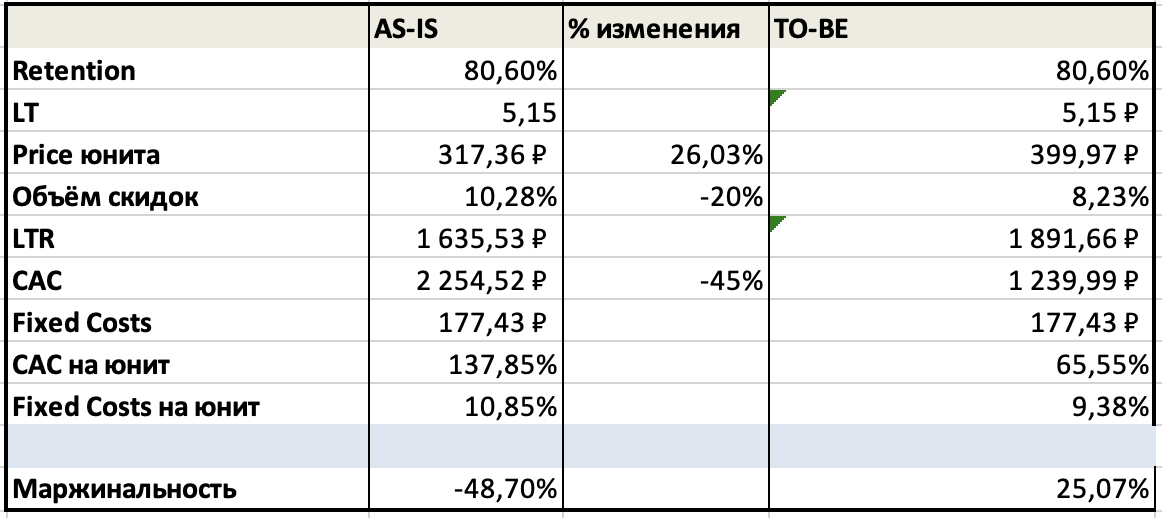 AS-IS % изменения TO-BE
Retention 80,60% 80,60%
LT 5,15 5,15 ₽
Price юнита 317,36 ₽ 26,03% 399,97 ₽
Объём скидок 10,28% -20% 8,23%
LTR 1 635,53 ₽ 1 891,66 ₽
CAC 2 254,52 ₽ -45% 1 239,99 ₽
Fixed Costs 177,43 ₽ 177,43 ₽
CAC на юнит 137,85% 65,55%
Fixed Costs на юнит 10,85% 9,38%
Маржинальность -48,70% 25,07%